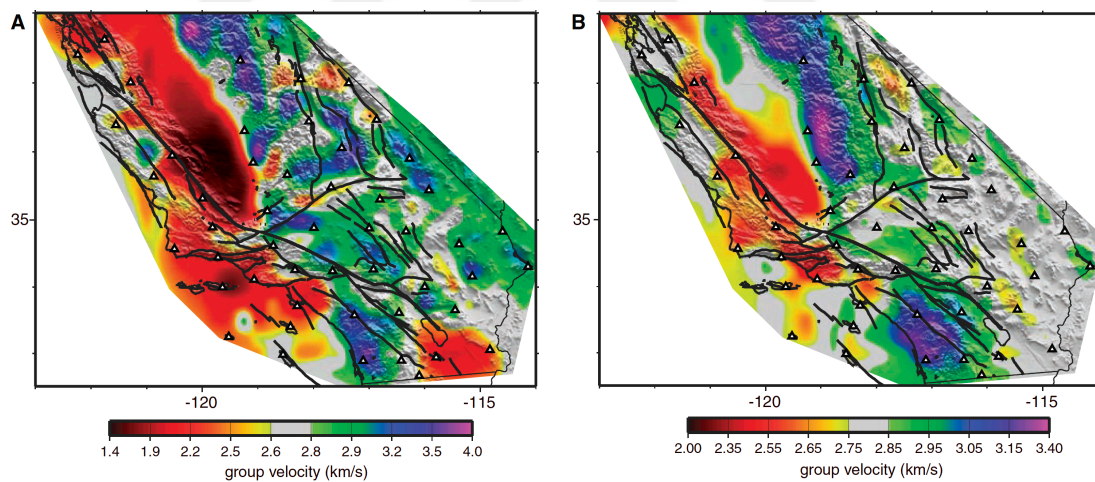 A
B
35
35
-120
-115
-120
-115
1.4 1.9 2.2 2.5 2.6 2.8 2.9 3.2 3.5 4.0
group velocity (km/s)
2.00 2.35 2.55 2.65 2.75 2.85 2.95 3.05 3.15 3.40
group velocity (km/s)